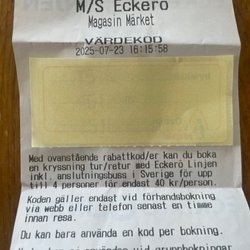 M/S Eckerö
Magasin Märket
VÄRDEKOD
2025-07-23 16:15:58
Med ovanstående rabattkod/er kan du boka
en kryssning tur/retur med Eckerö Linjen
inkl. anslutningsbuss i Sverige för upp
till 4 personer för endast 40 kr/person.
Koden gäller endast vid förhandsbokning
via webb eller telefon senast en timme
innan resa.
Du kan bara använda en kod per bokning.
vid gruppbokningar